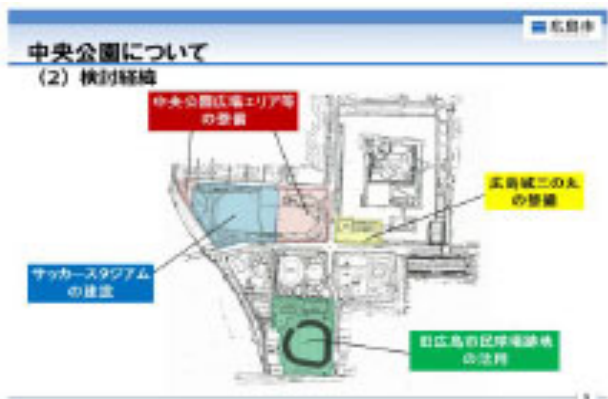 広島市
中央公園について
（2）検討経緯
中央公園広場エリア等
の整備
広島城三の丸
の整備
サッカースタジアム
の建設
旧広島市民球場跡地
の活用